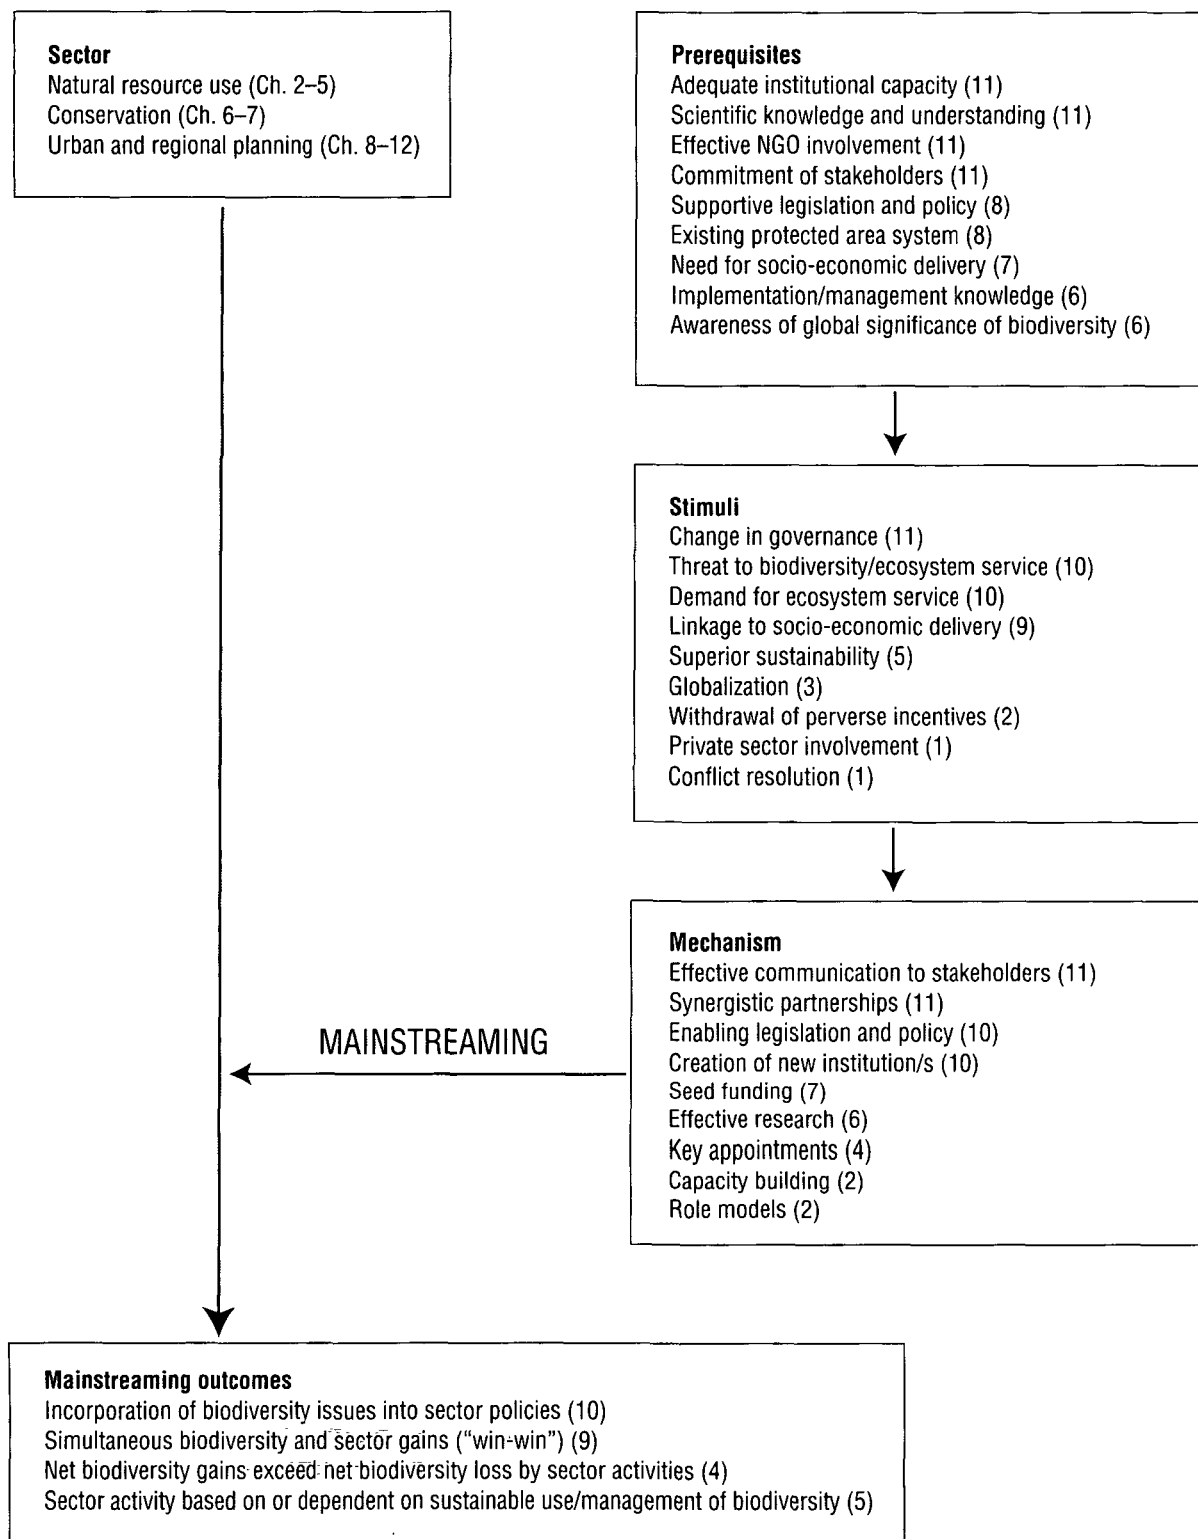 Sector
Natural resource use (Ch. 2–5)
Conservation (Ch. 6–7)
Urban and regional planning (Ch. 8–12)
Prerequisites
Adequate institutional capacity (11)
Scientific knowledge and understanding (11)
Effective NGO involvement (11)
Commitment of stakeholders (11)
Supportive legislation and policy (8)
Existing protected area system (8)
Need for socio-economic delivery (7)
Implementation/management knowledge (6)
Awareness of global significance of biodiversity (6)
Stimuli
Change in governance (11)
Threat to biodiversity/ecosystem service (10)
Demand for ecosystem service (10)
Linkage to socio-economic delivery (9)
Superior sustainability (5)
Globalization (3)
Withdrawal of perverse incentives (2)
Private sector involvement (1)
Conflict resolution (1)
Mechanism
Effective communication to stakeholders (11)
Synergistic partnerships (11)
Enabling legislation and policy (10)
Creation of new institution/s (10)
Seed funding (7)
Effective research (6)
Key appointments (4)
Capacity building (2)
Role models (2)
MAINSTREAMING
Mainstreaming outcomes
Incorporation of biodiversity issues into sector policies (10)
Simultaneous biodiversity and sector gains (“win-win”) (9)
Net biodiversity gains exceed net biodiversity loss by sector activities (4)
Sector activity based on or dependent on sustainable use/management of biodiversity (5)